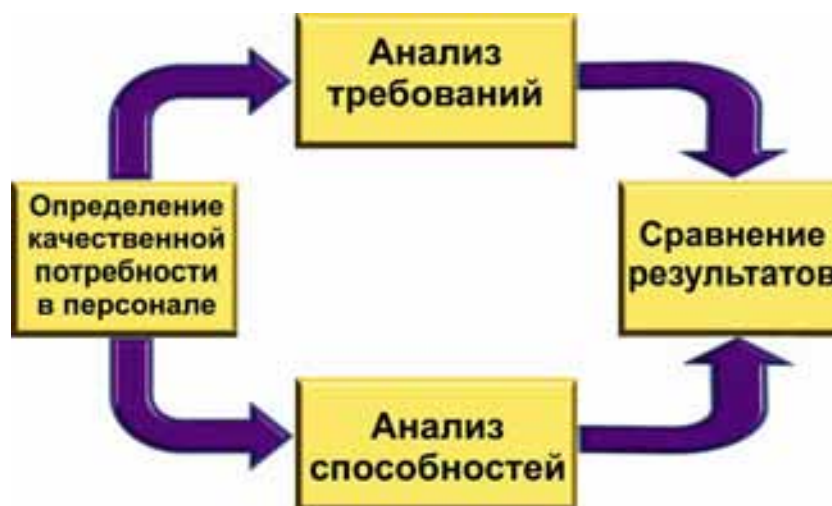 Анализ
требований
Определение
качественной
потребности
в персонале
Сравнение
результатов
Анализ
способностей